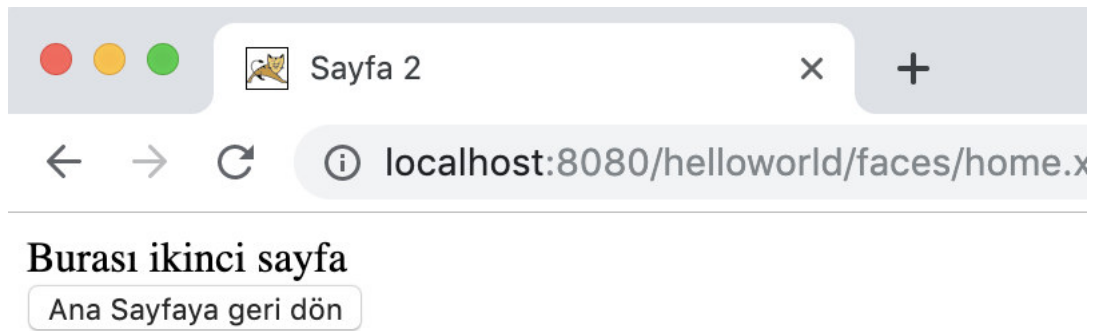 Sayfa 2
localhost:8080/helloworld/faces/home.x
Burası ikinci sayfa
Ana Sayfaya geri dön